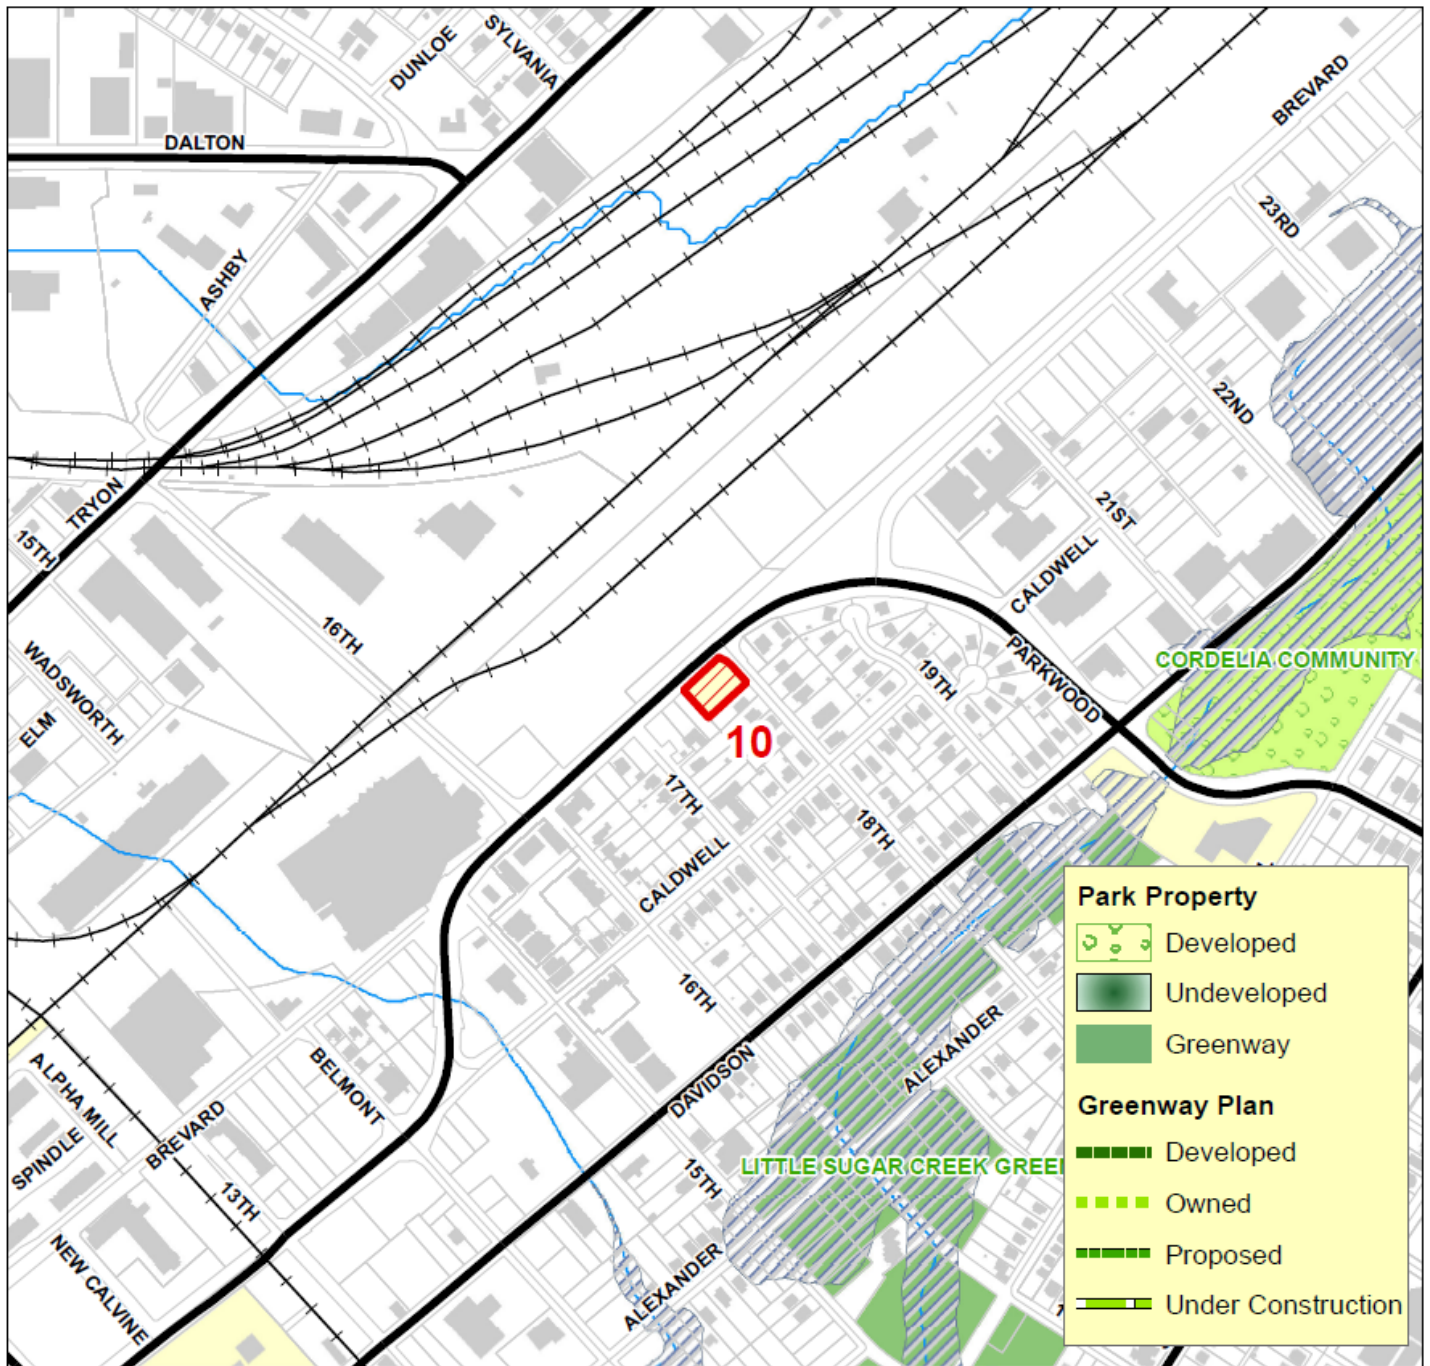 SYLVANIA
DUNLOE
BREVARD
DALTON
23RD
ASHBY
22ND
TRYON
21ST
15TH
CALDWELL
16TH
WADSWORTH
PARKWOOD
CORDELIA COMMUNITY
19TH
ELM
10
17TH
18TH
CALDWELL
Park Property
Developed
Undeveloped
Greenway
16TH
ALEXANDER
DAVIDSON
BELMONT
ALPHA MILL
Greenway Plan
Developed
BREVARD
SPINDLE
LITTLE SUGAR CREEK GREE
15TH
13TH
Owned
Proposed
NEW CALVINE
ALEXANDER
Under Construction